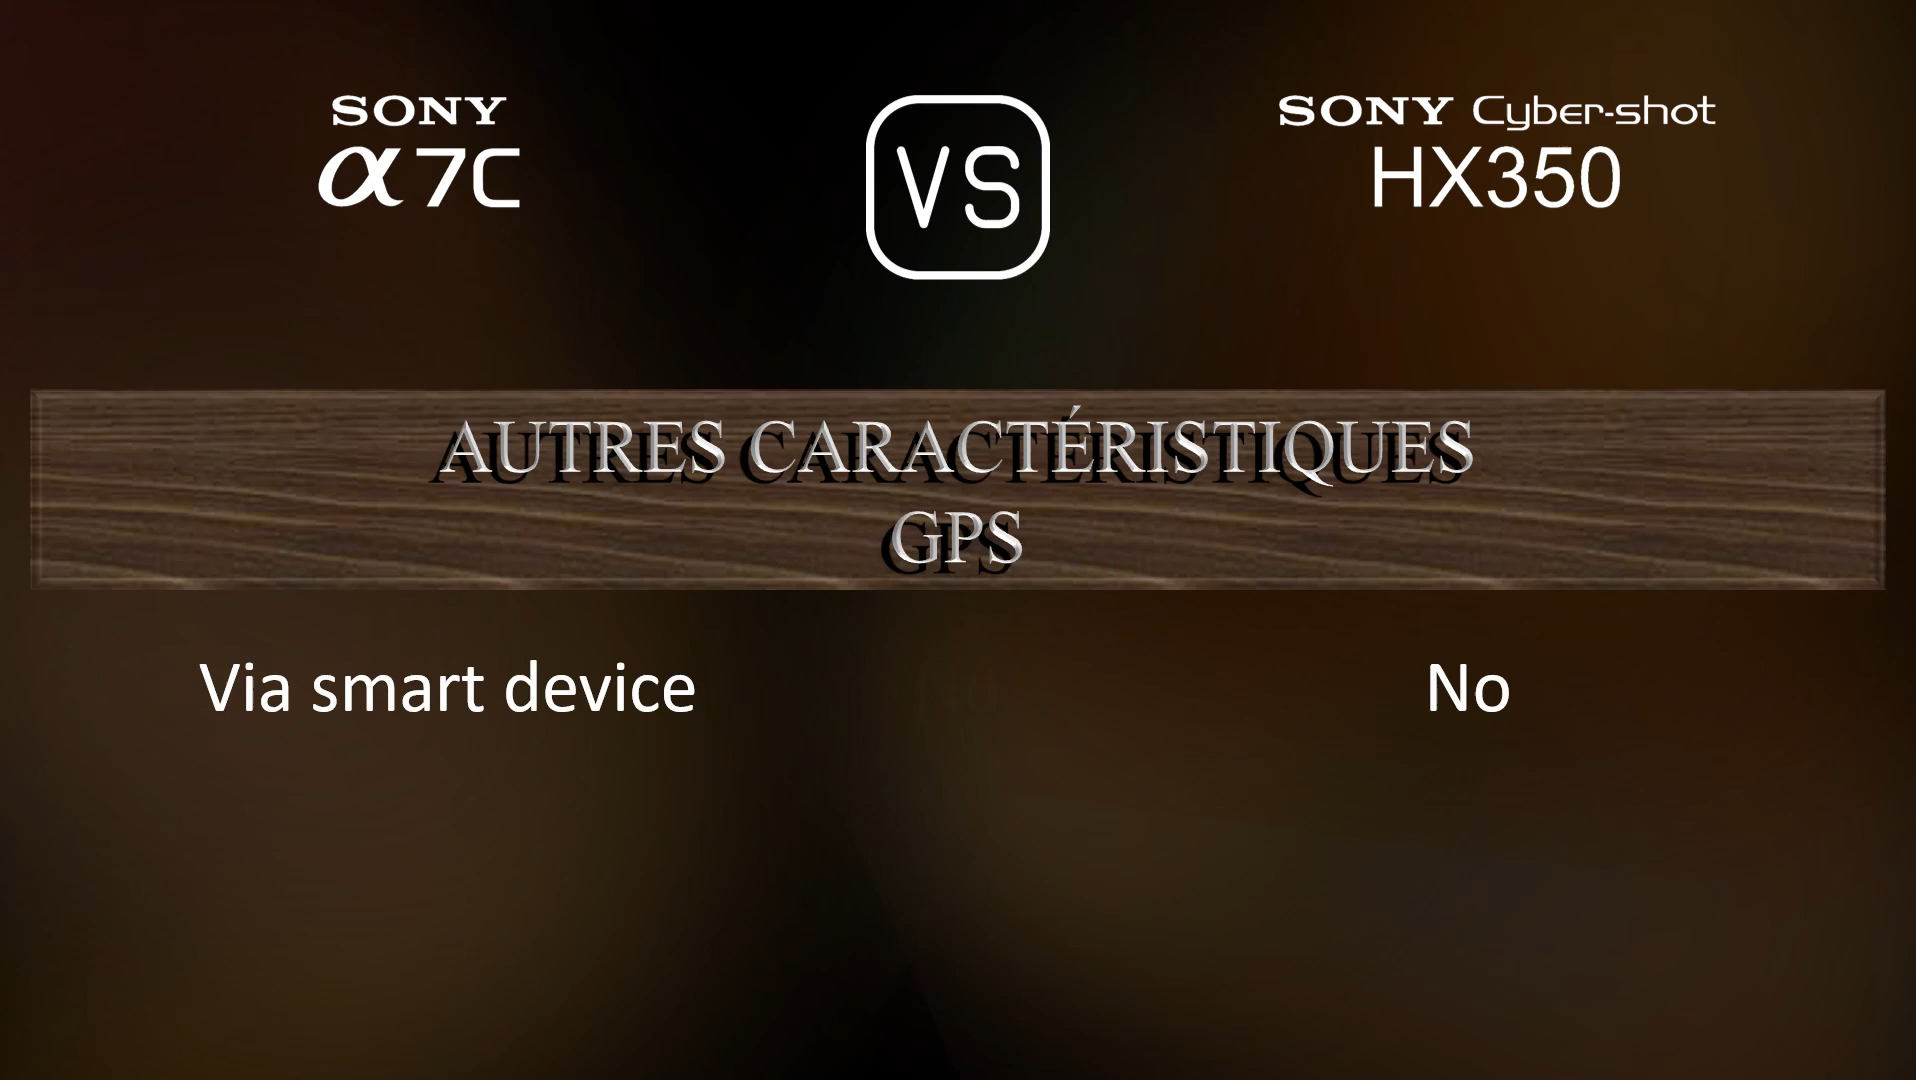 SONY
α7C
VS
SONY Cyber-shot
HX350
AUTRES CARACTÉRISTIQUES
GPS
Via smart device
No